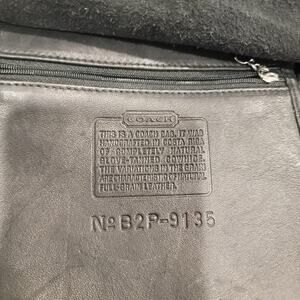 COACH
THIS IS A COACH BAG. IT WAS
HANDCRAFTED IN COSTA RICA
OF COMPLETELY NATURAL
GLOVE-TANNED COWHIDE.
THE VARIATIONS IN THE GRAIN
ARE CHARACTERISTIC OF NATURAL
FULL-GRAIN LEATHER.
Nº B2P-9135